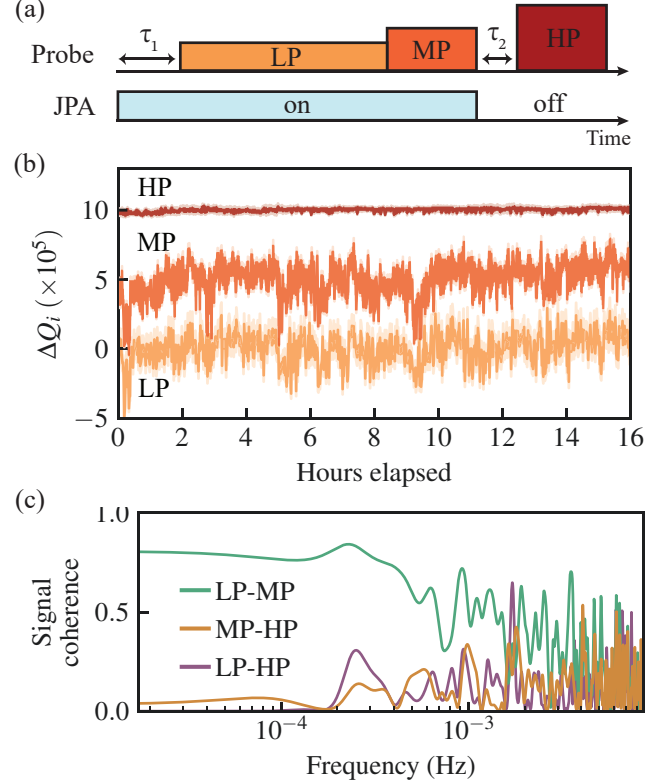 (a)
τ₁
τ₂
Probe
LP
MP
HP
JPA
on
off
Time
(b)
HP
MP
LP
ΔQᵢ (×10⁵)
10
5
0
−5
0 2 4 6 8 10 12 14 16
Hours elapsed
(c)
Signal
coherence
1.0
0.5
0.0
LP-MP
MP-HP
LP-HP
10⁻⁴ 10⁻³
Frequency (Hz)